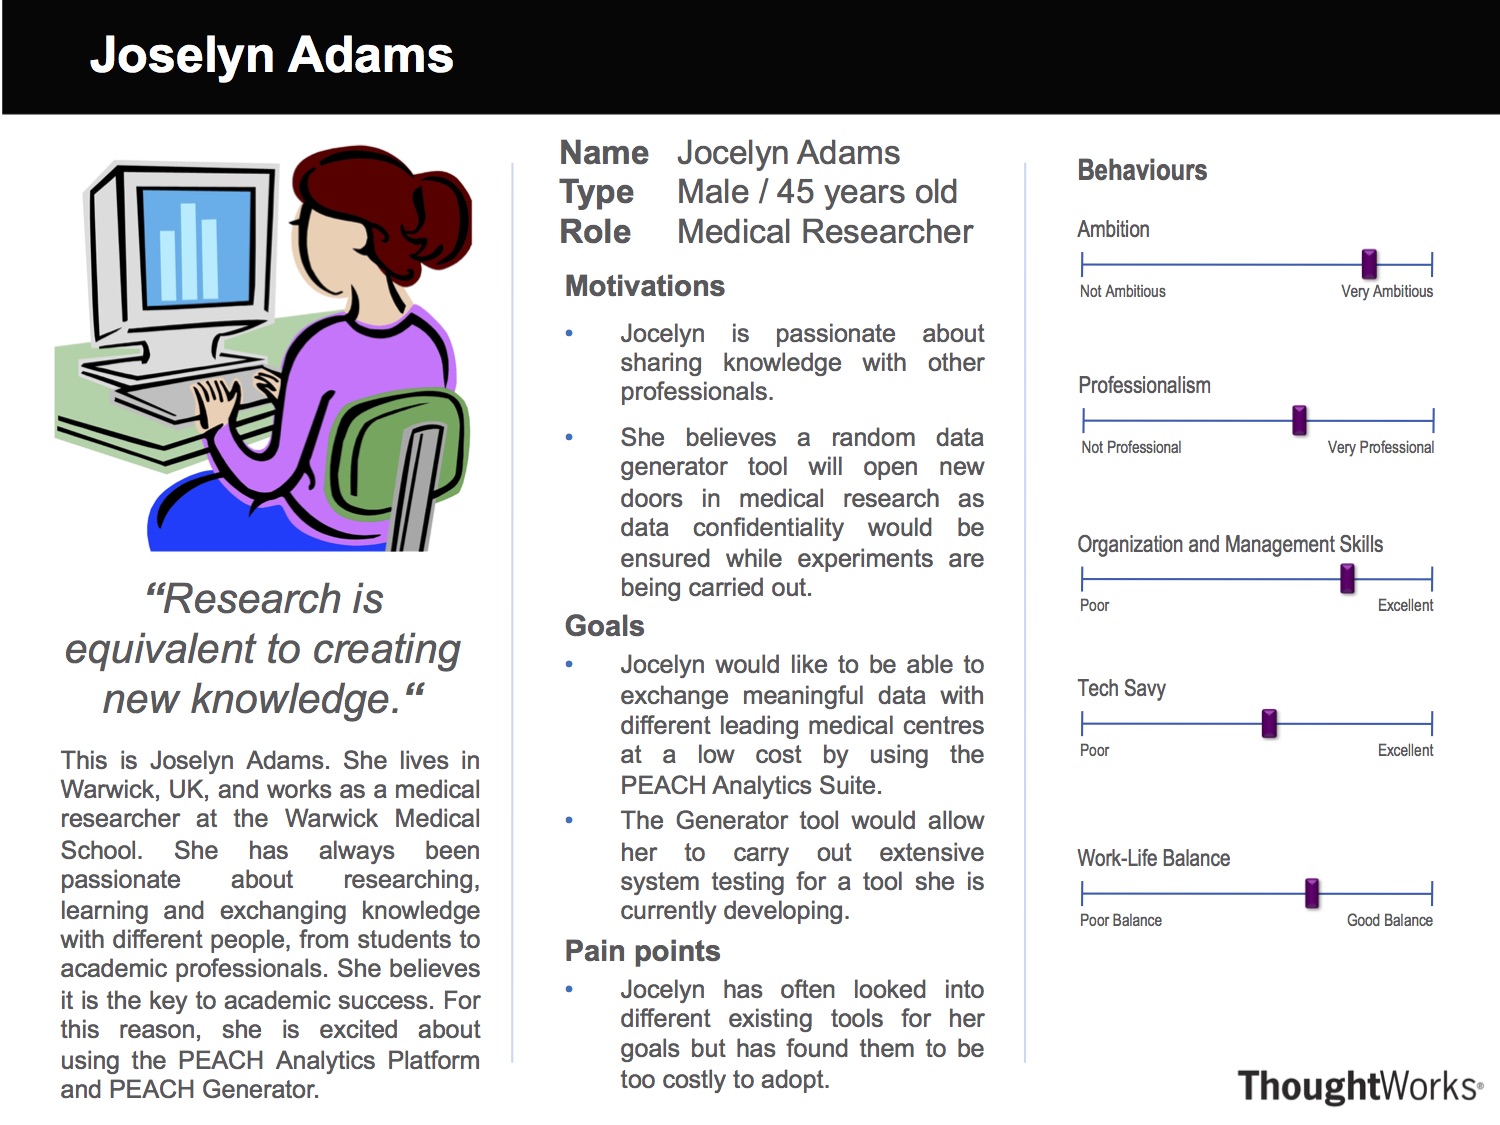 Joselyn Adams
“Research is
equivalent to creating
new knowledge.“
This is Joselyn Adams. She lives in
Warwick, UK, and works as a medical
researcher at the Warwick Medical
School. She has always been
passionate about researching,
learning and exchanging knowledge
with different people, from students to
academic professionals. She believes
it is the key to academic success. For
this reason, she is excited about
using the PEACH Analytics Platform
and PEACH Generator.
Name Jocelyn Adams
Type Male / 45 years old
Role Medical Researcher
Motivations
• Jocelyn is passionate about
sharing knowledge with other
professionals.
• She believes a random data
generator tool will open new
doors in medical research as
data confidentiality would be
ensured while experiments are
being carried out.
Goals
• Jocelyn would like to be able to
exchange meaningful data with
different leading medical centres
at a low cost by using the
PEACH Analytics Suite.
• The Generator tool would allow
her to carry out extensive
system testing for a tool she is
currently developing.
Pain points
• Jocelyn has often looked into
different existing tools for her
goals but has found them to be
too costly to adopt.
Behaviours
Ambition
Not Ambitious Very Ambitious
Professionalism
Not Professional Very Professional
Organization and Management Skills
Poor Excellent
Tech Savy
Poor Excellent
Work-Life Balance
Poor Balance Good Balance
ThoughtWorks®